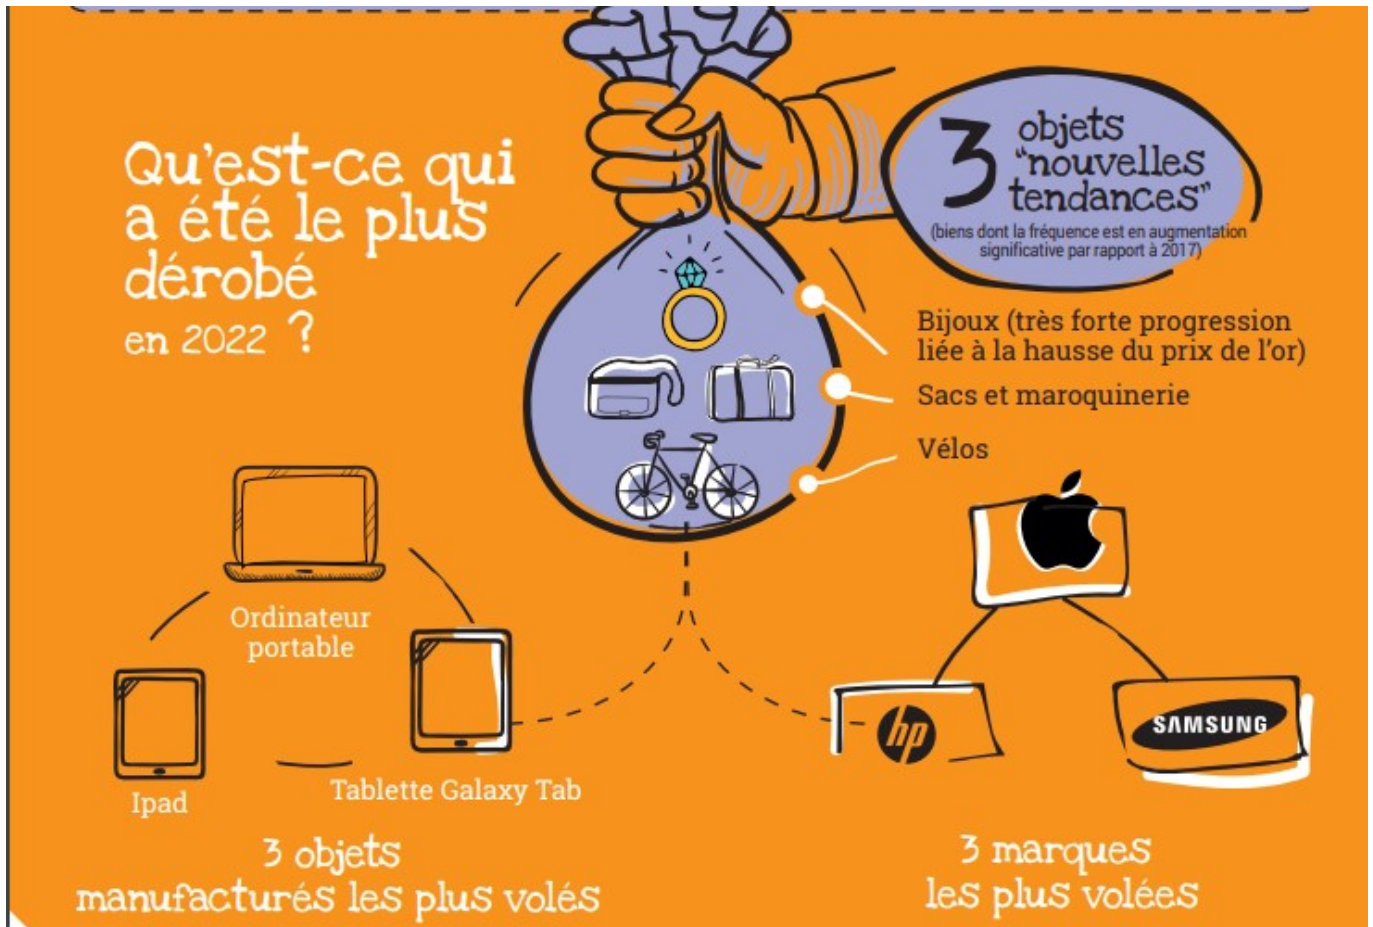 Qu'est-ce qui
a été le plus
dérobé
en 2022 ?
3 objets
"nouvelles
tendances"
(biens dont la fréquence est en augmentation
significative par rapport à 2017)
Bijoux (très forte progression
liée à la hausse du prix de l'or)
Sacs et maroquinerie
Vélos
Ordinateur
portable
Ipad
Tablette Galaxy Tab
3 objets
manufacturés les plus volés
hp
SAMSUNG
3 marques
les plus volées